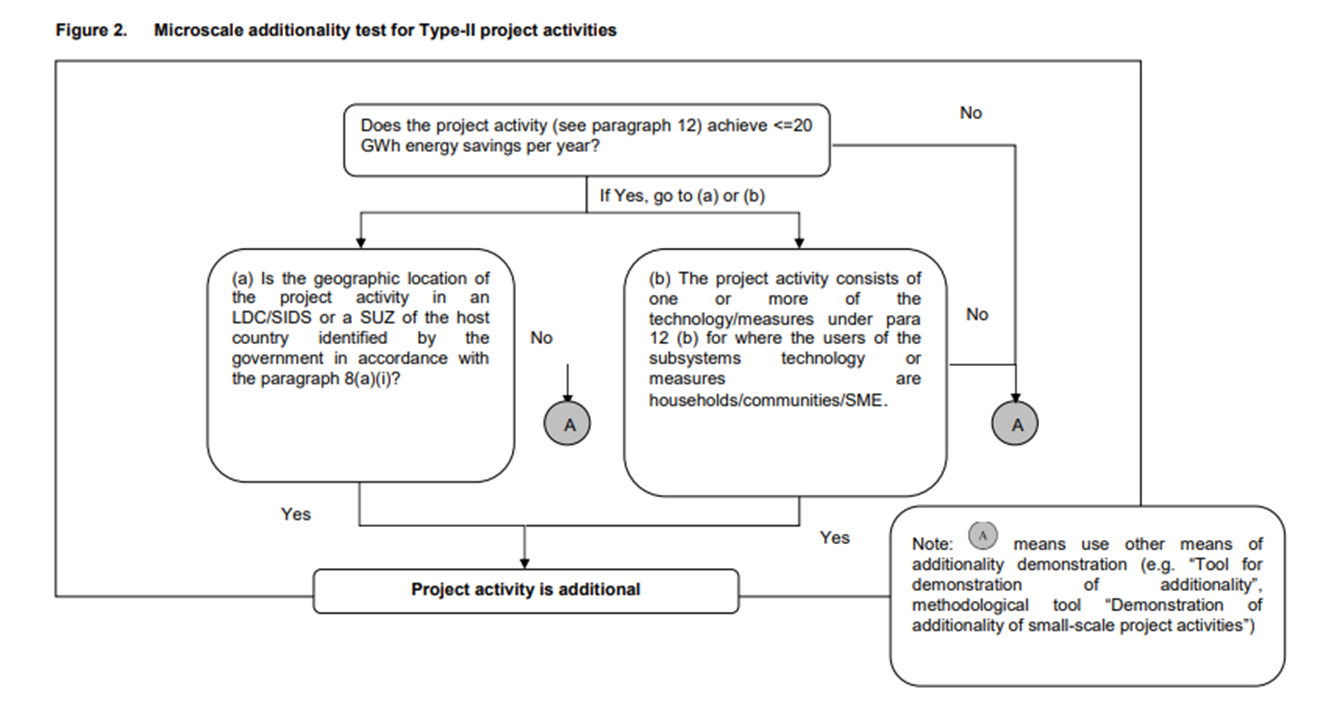 Figure 2. Microscale additionality test for Type-II project activities
No
Does the project activity (see paragraph 12) achieve <=20
GWh energy savings per year?
If Yes, go to (a) or (b)
(a) Is the geographic location of
the project activity in an
LDC/SIDS or a SUZ of the host
country identified by the
government in accordance with
the paragraph 8(a)(i)?
No
A
(b) The project activity consists of
one or more of the
technology/measures under para
12 (b) for where the users of the
subsystems technology or
measures are
households/communities/SME.
No
A
Yes
Yes
Project activity is additional
Note: A means use other means of
additionality demonstration (e.g. “Tool for
demonstration of additionality”,
methodological tool “Demonstration of
additionality of small-scale project activities”)